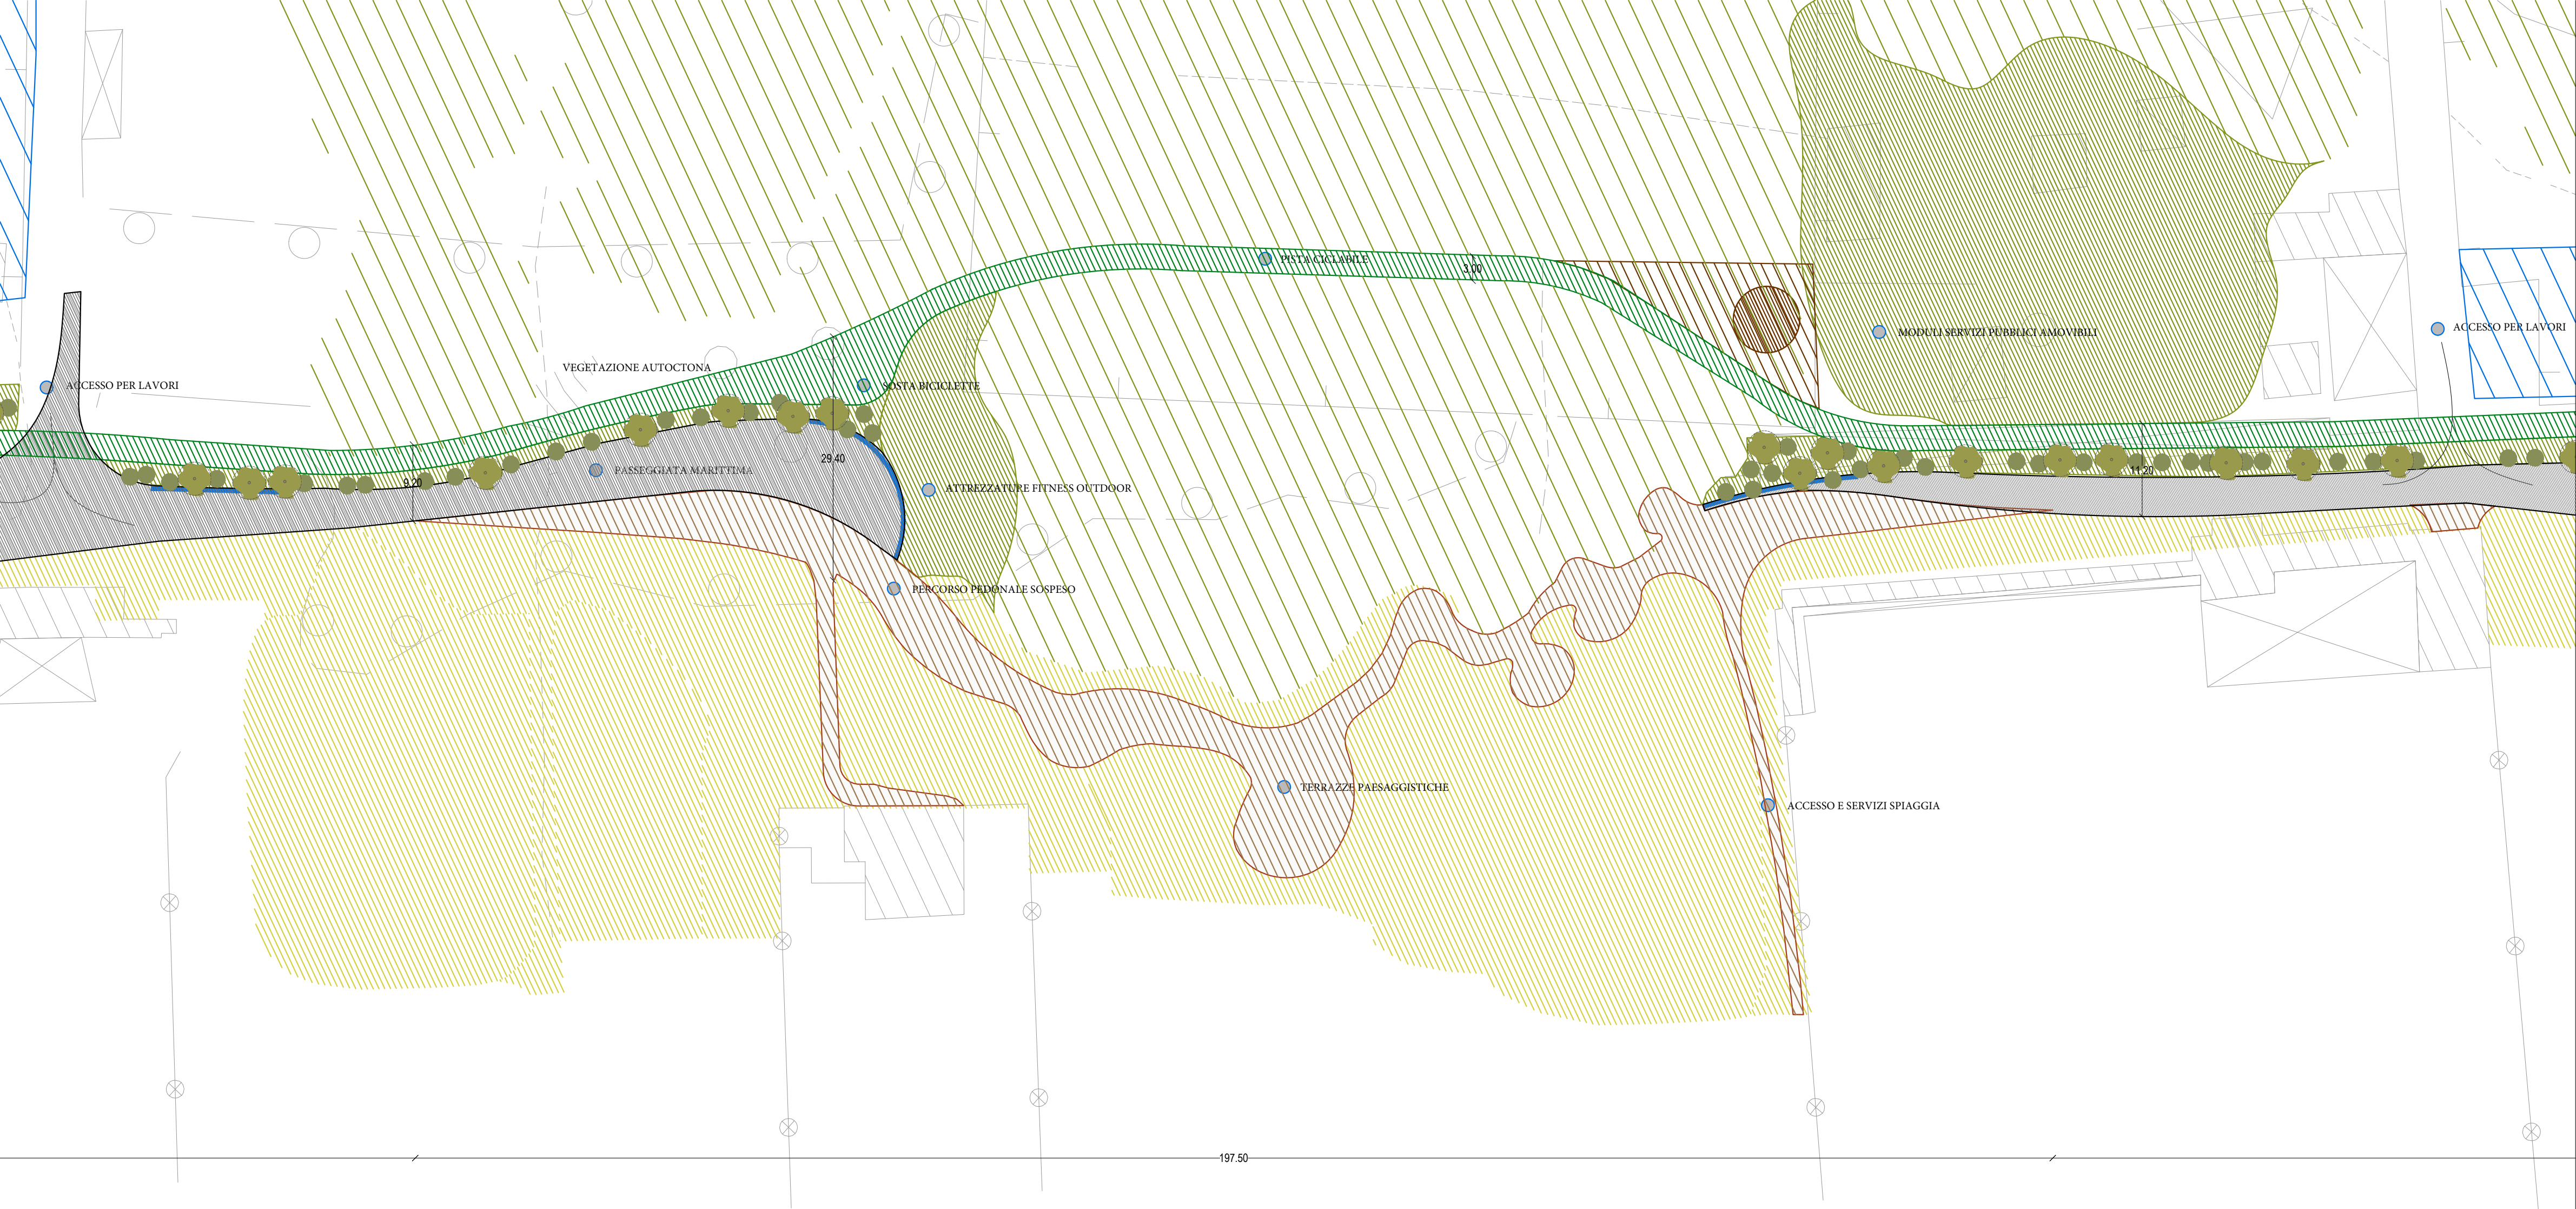 PISTA CICLABILE
3.00
ACCESSO PER LAVORI
MODULI SERVIZI PUBBLICI AMOVIBILI
VEGETAZIONE AUTOCTONA
ACCESSO PER LAVORI
SOSTA BICICLETTE
29.40
PASSEGGIATA MARITTIMA
11.20
9.20
ATTREZZATURE FITNESS OUTDOOR
PERCORSO PEDONALE SOSPESO
TERRAZZE PAESAGGISTICHE
ACCESSO E SERVIZI SPIAGGIA
197.50